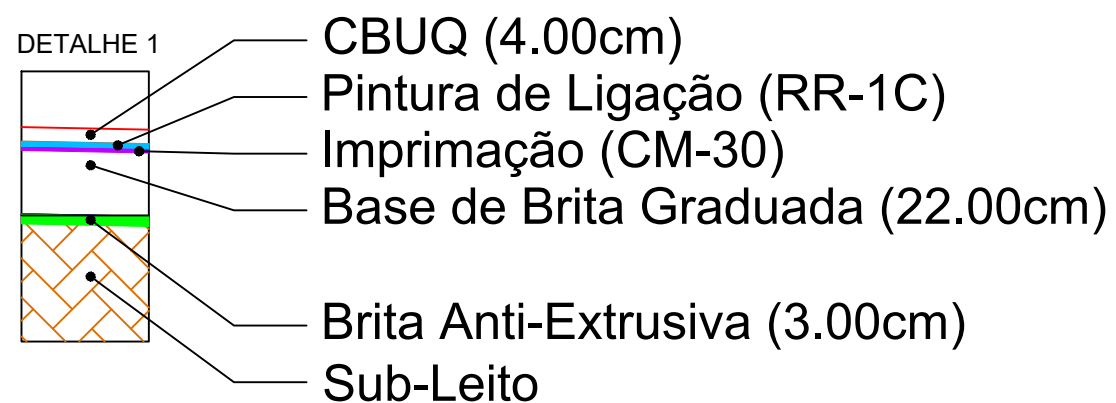 DETALHE 1
CBUQ (4.00cm)
Pintura de Ligação (RR-1C)
Imprimação (CM-30)
Base de Brita Graduada (22.00cm)
Brita Anti-Extrusiva (3.00cm)
Sub-Leito